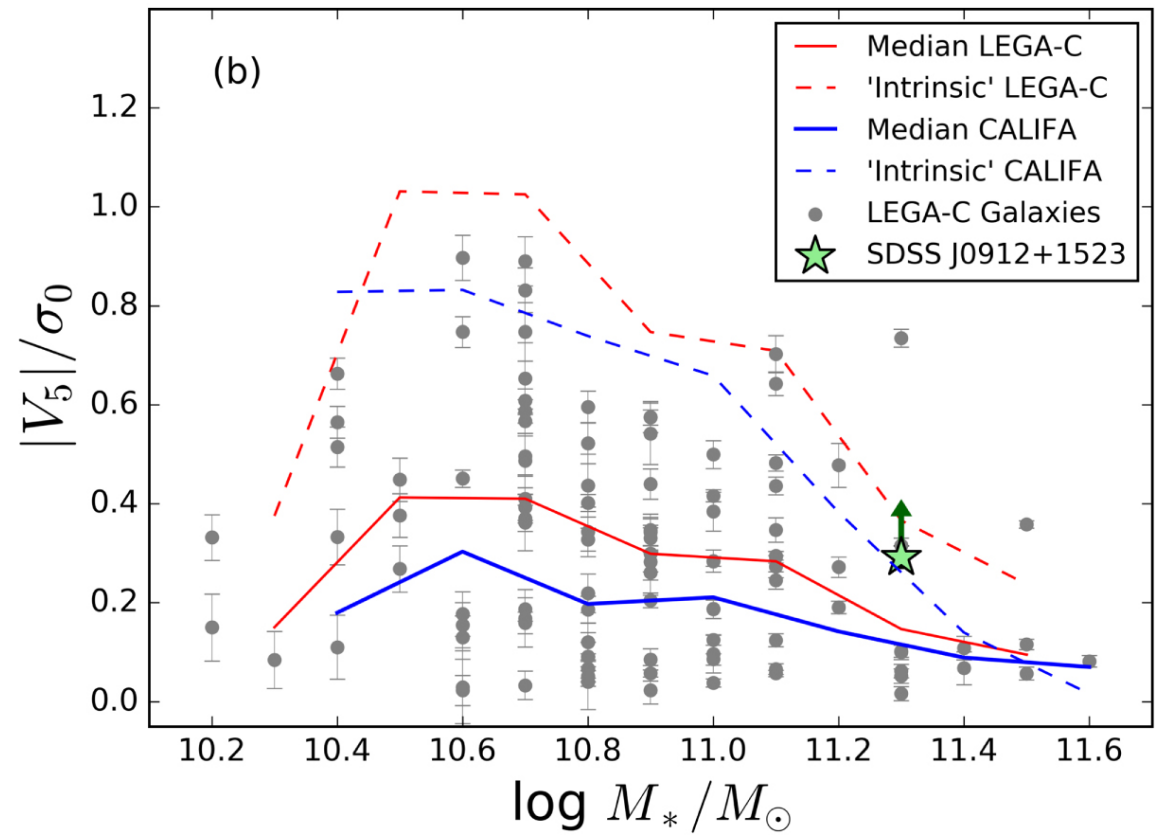 (b)
Median LEGA-C
'Intrinsic' LEGA-C
Median CALIFA
'Intrinsic' CALIFA
LEGA-C Galaxies
SDSS J0912+1523
|V₅|/σ₀
1.2
1.0
0.8
0.6
0.4
0.2
0.0
10.2 10.4 10.6 10.8 11.0 11.2 11.4 11.6
log M∗/M⊙